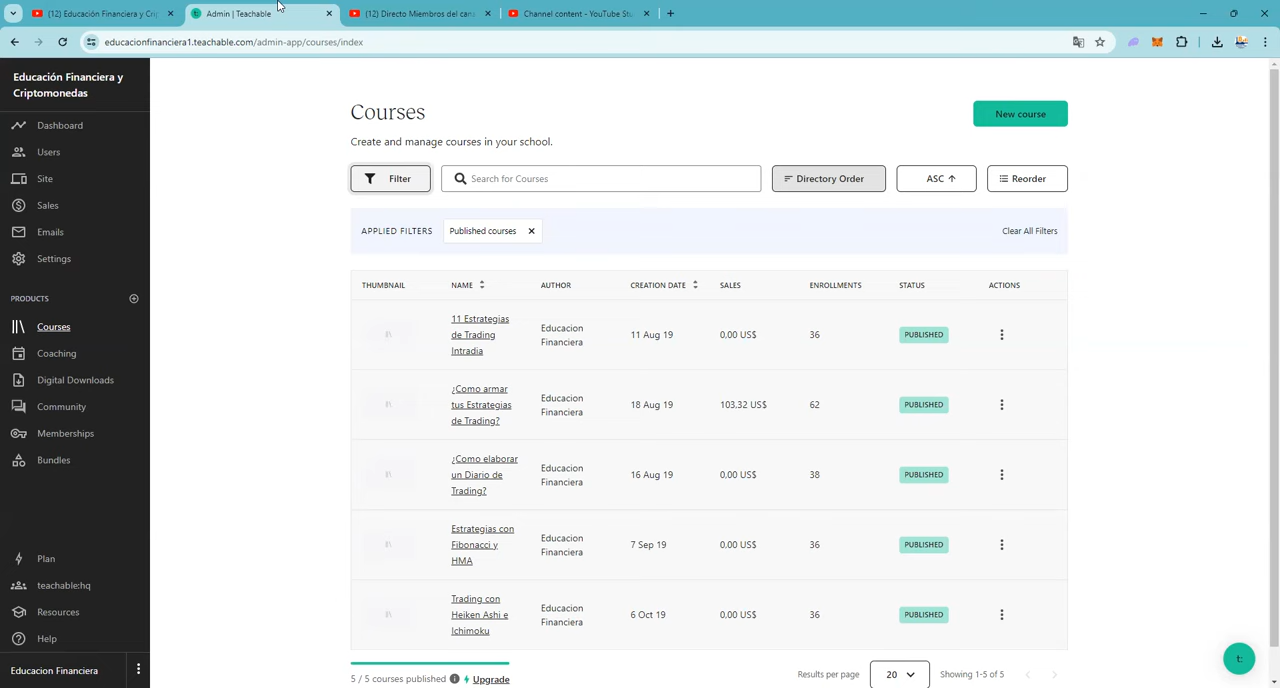 (12) Educación Financiera y Crip
Admin | Teachable
(12) Directo Miembros del cana
Channel content - YouTube Stu
educacionfinanciera1.teachable.com/admin-app/courses/index
Educación Financiera y
Criptomonedas
Dashboard
Users
Site
Sales
Emails
Settings
PRODUCTS
Courses
Coaching
Digital Downloads
Community
Memberships
Bundles
Plan
teachable:hq
Resources
Help
Educacion Financiera
Courses
New course
Create and manage courses in your school.
Filter
Search for Courses
Directory Order
ASC
Reorder
APPLIED FILTERS
Published courses
Clear All Filters
THUMBNAIL NAME AUTHOR CREATION DATE SALES ENROLLMENTS STATUS ACTIONS
11 Estrategias
de Trading
Intradia
Educacion
Financiera
11 Aug 19
0,00 US$
36
PUBLISHED
¿Como armar
tus Estrategias
de Trading?
Educacion
Financiera
18 Aug 19
103,32 US$
62
PUBLISHED
¿Como elaborar
un Diario de
Trading?
Educacion
Financiera
16 Aug 19
0,00 US$
38
PUBLISHED
Estrategias con
Fibonacci y
HMA
Educacion
Financiera
7 Sep 19
0,00 US$
36
PUBLISHED
Trading con
Heiken Ashi e
Ichimoku
Educacion
Financiera
6 Oct 19
0,00 US$
36
PUBLISHED
5 / 5 courses published
Upgrade
Results per page
20
Showing 1-5 of 5
t: